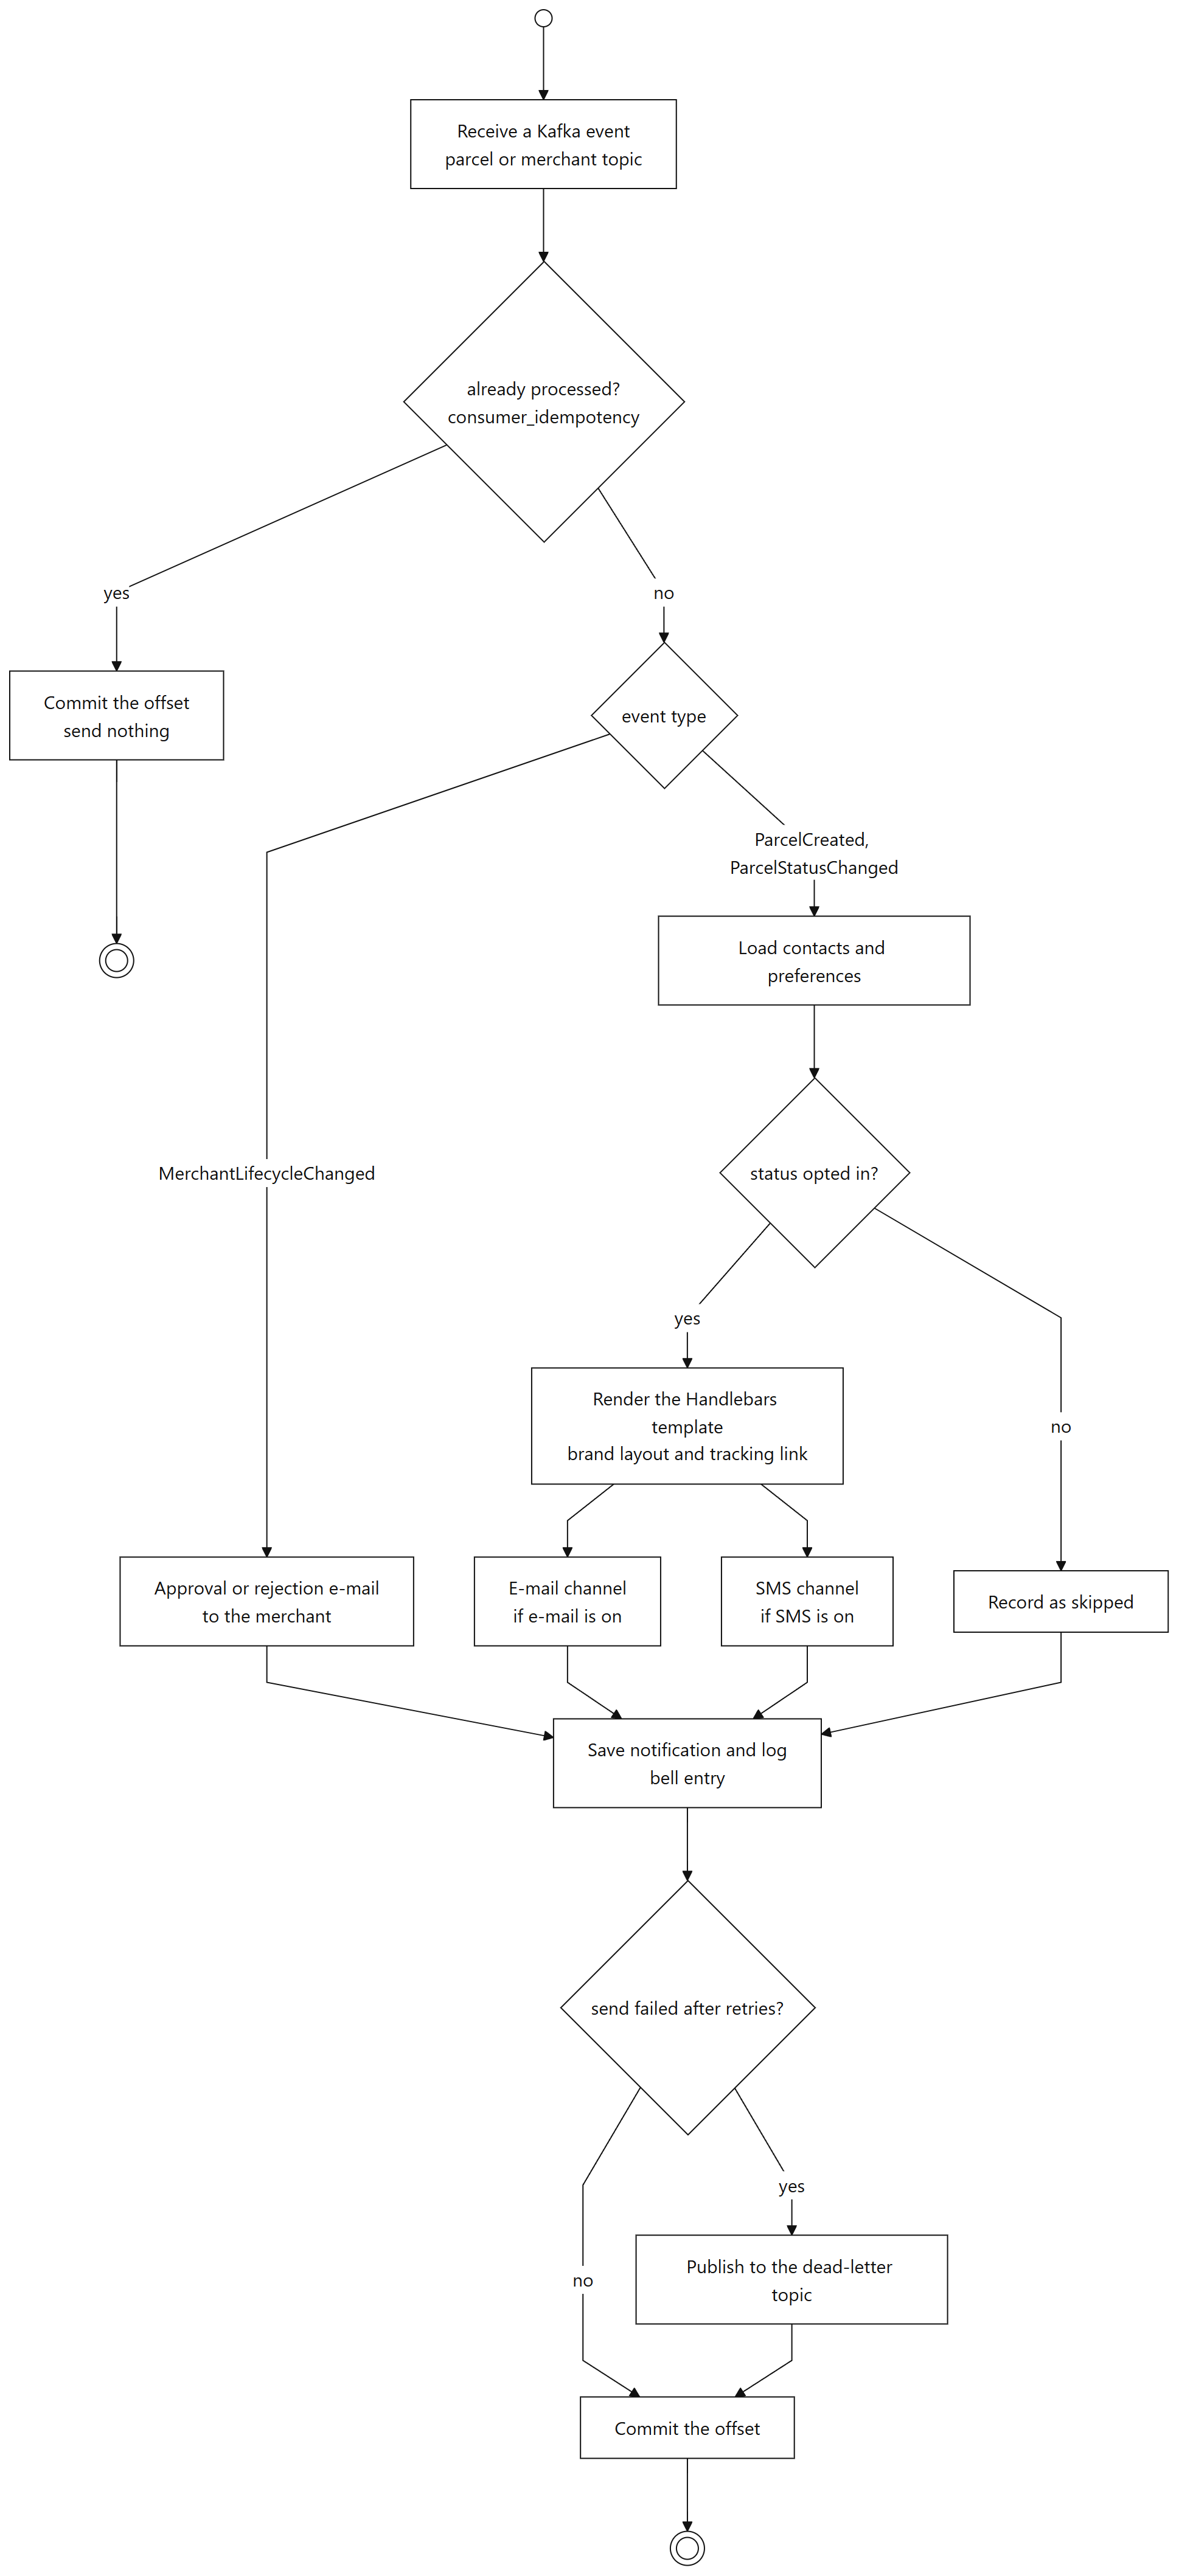 Receive a Kafka event
parcel or merchant topic
already processed?
consumer_idempotency
yes
no
Commit the offset
send nothing
event type
ParcelCreated,
ParcelStatusChanged
Load contacts and
preferences
MerchantLifecycleChanged
status opted in?
yes
no
Render the Handlebars
template
brand layout and tracking link
Approval or rejection e-mail
to the merchant
E-mail channel
if e-mail is on
SMS channel
if SMS is on
Record as skipped
Save notification and log
bell entry
send failed after retries?
yes
no
Publish to the dead-letter
topic
Commit the offset